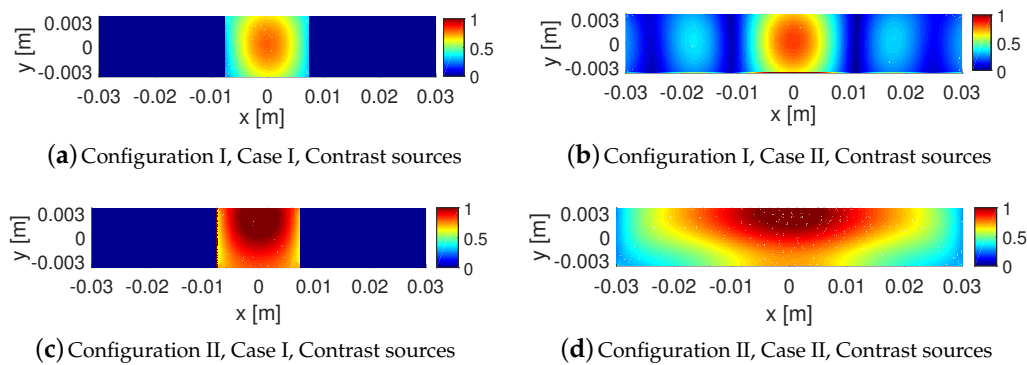 0.003
0
-0.003
y [m]
-0.03 -0.02 -0.01 0 0.01 0.02 0.03
x [m]
1
0.5
0
(a) Configuration I, Case I, Contrast sources
0.003
0
-0.003
y [m]
-0.03 -0.02 -0.01 0 0.01 0.02 0.03
x [m]
1
0.5
0
(b) Configuration I, Case II, Contrast sources
0.003
0
-0.003
y [m]
-0.03 -0.02 -0.01 0 0.01 0.02 0.03
x [m]
1
0.5
0
(c) Configuration II, Case I, Contrast sources
0.003
0
-0.003
y [m]
-0.03 -0.02 -0.01 0 0.01 0.02 0.03
x [m]
1
0.5
0
(d) Configuration II, Case II, Contrast sources